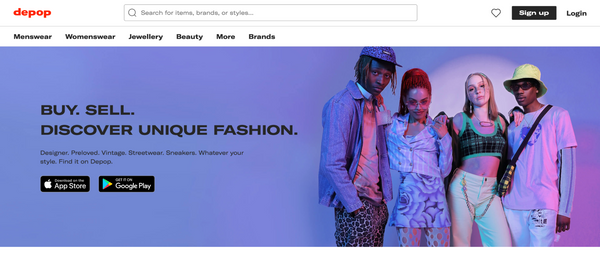 depop
Search for items, brands, or styles...
Sign up
Login
Menswear Womenswear Jewellery Beauty More Brands
BUY. SELL.
DISCOVER UNIQUE FASHION.
Designer. Preloved. Vintage. Streetwear. Sneakers. Whatever your
style. Find it on Depop.
Download on the
App Store
GET IT ON
Google Play